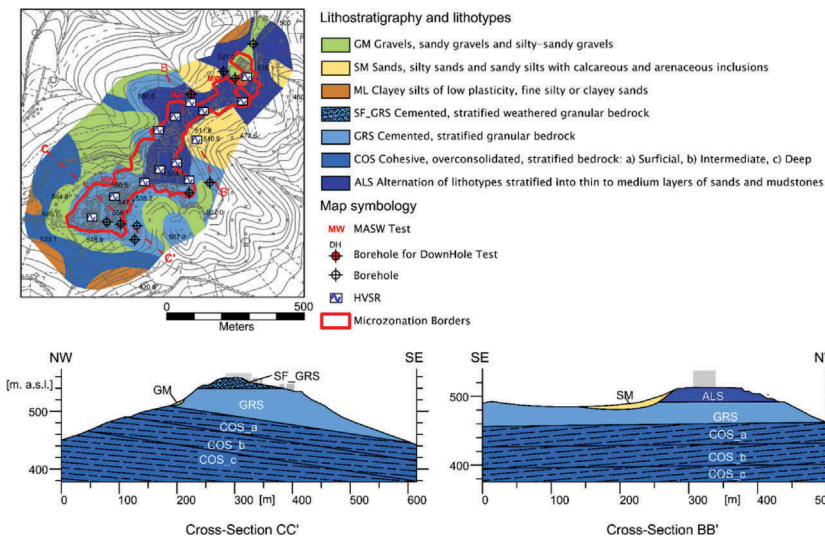 Lithostratigraphy and lithotypes
GM Gravels, sandy gravels and silty-sandy gravels
SM Sands, silty sands and sandy silts with calcareous and arenaceous inclusions
ML Clayey silts of low plasticity, fine silty or clayey sands
SF_GRS Cemented, stratified weathered granular bedrock
GRS Cemented, stratified granular bedrock
COS Cohesive, overconsolidated, stratified bedrock: a) Surficial, b) Intermediate, c) Deep
ALS Alternation of lithotypes stratified into thin to medium layers of sands and mudstones
Map symbology
MW MASW Test
DH
Borehole for DownHole Test
Borehole
HVSR
Microzonation Borders
B
B'
C
C'
511.8
510.9
507.0
0 500
Meters
NW SE
[m. a.s.l.]
GM
SF_GRS
500
GRS
COS_a
COS_b
COS_c
400
0 100 200 300 [m] 400 500 600
Cross-Section CC'
SE
SM
ALS
500
GRS
COS_a
COS_b
COS_c
400
0 100 200 300 [m] 400
Cross-Section BB'